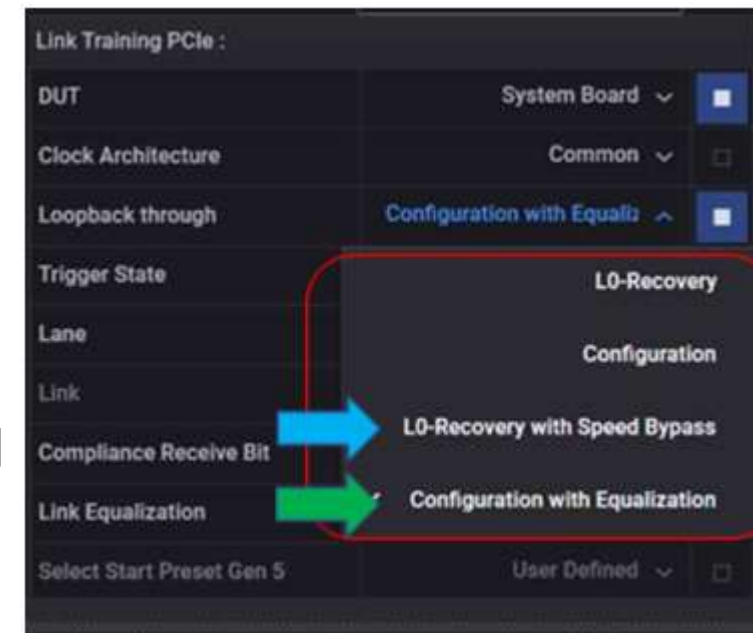 Link Training PCIe :
DUT System Board
Clock Architecture Common
Loopback through Configuration with Equaliz
Trigger State L0-Recovery
Lane Configuration
Link
Compliance Receive Bit L0-Recovery with Speed Bypass
Link Equalization Configuration with Equalization
Select Start Preset Gen 5 User Defined